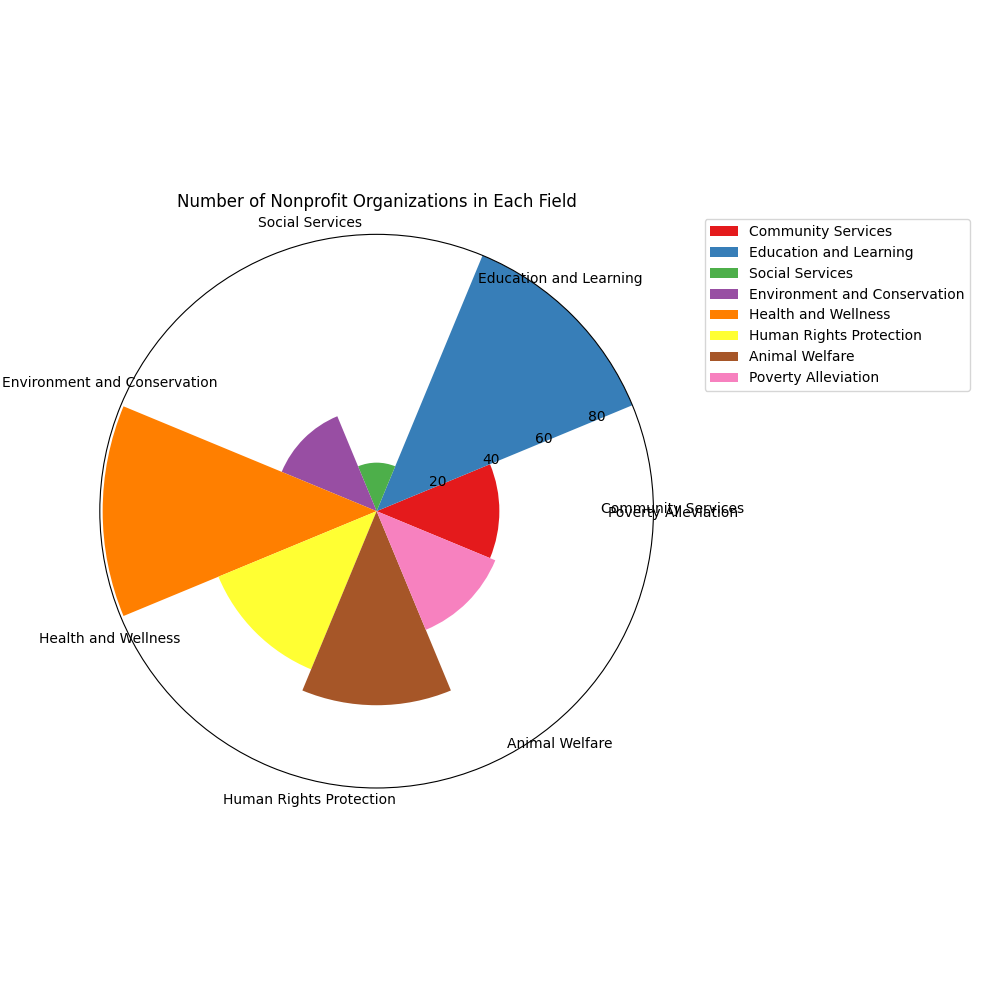 Number of Nonprofit Organizations in Each Field
Social Services
Education and Learning
Environment and Conservation
80
60
40
20
Community Services
Poverty Alleviation
Health and Wellness
Animal Welfare
Human Rights Protection
Community Services
Education and Learning
Social Services
Environment and Conservation
Health and Wellness
Human Rights Protection
Animal Welfare
Poverty Alleviation